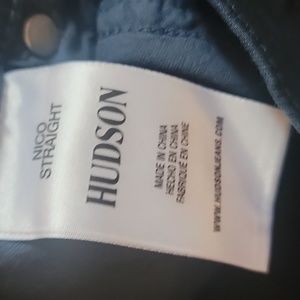 NICO
STRAIGHT
HUDSON
MADE IN CHINA
HECHO EN CHINA
FABRIQUE EN CHINE
WWW.HUDSONJEANS.COM